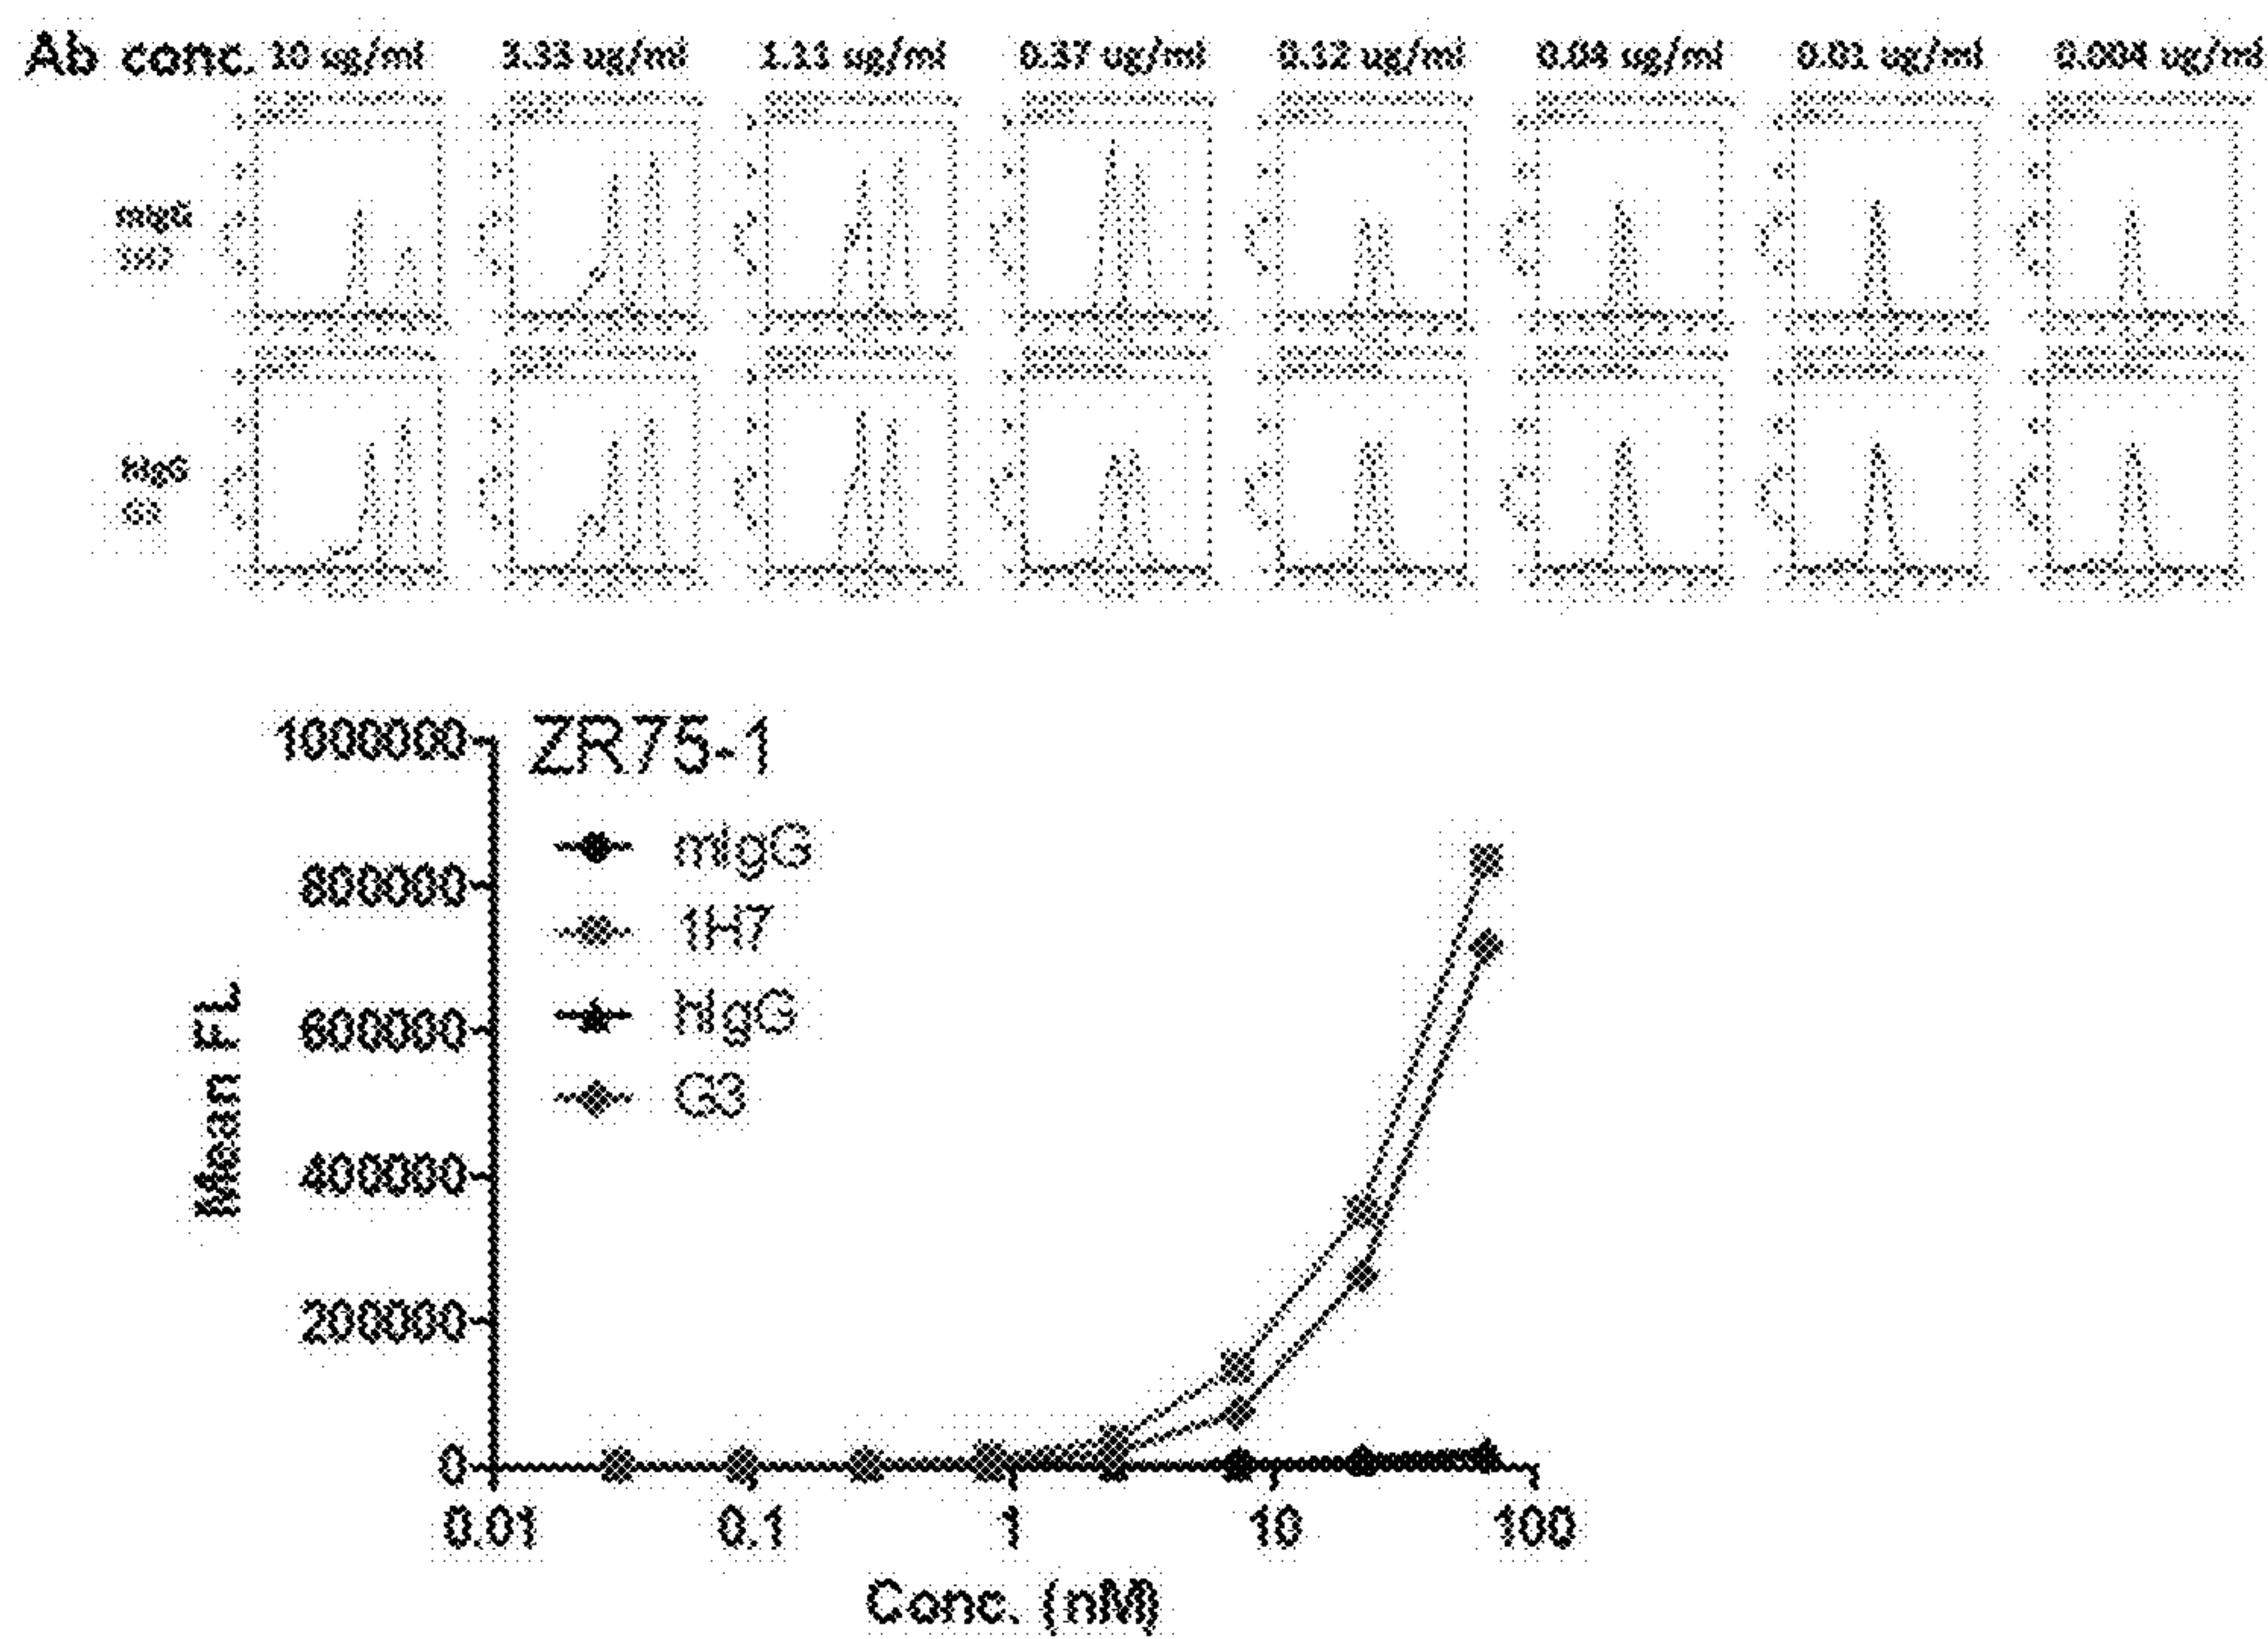 Ab conc. 10 ug/ml 3.33 ug/ml 1.11 ug/ml 0.37 ug/ml 0.12 ug/ml 0.04 ug/ml 0.01 ug/ml 0.004 ug/ml
mIgG
1H7
hIgG
G3
ZR75-1
1000000
800000
600000
400000
200000
0
mIgG
1H7
hIgG
G3
Mean FL
0.01 0.1 1 10 100
Conc. (nM)